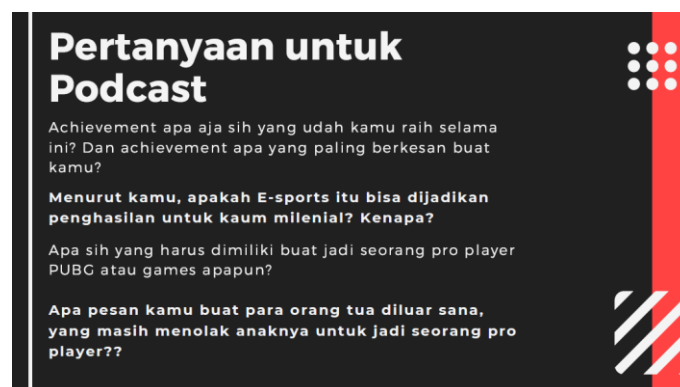 Pertanyaan untuk
Podcast
Achievement apa aja sih yang udah kamu raih selama
ini? Dan achievement apa yang paling berkesan buat
kamu?
Menurut kamu, apakah E-sports itu bisa dijadikan
penghasilan untuk kaum milenial? Kenapa?
Apa sih yang harus dimiliki buat jadi seorang pro player
PUBG atau games apapun?
Apa pesan kamu buat para orang tua diluar sana,
yang masih menolak anaknya untuk jadi seorang pro
player??